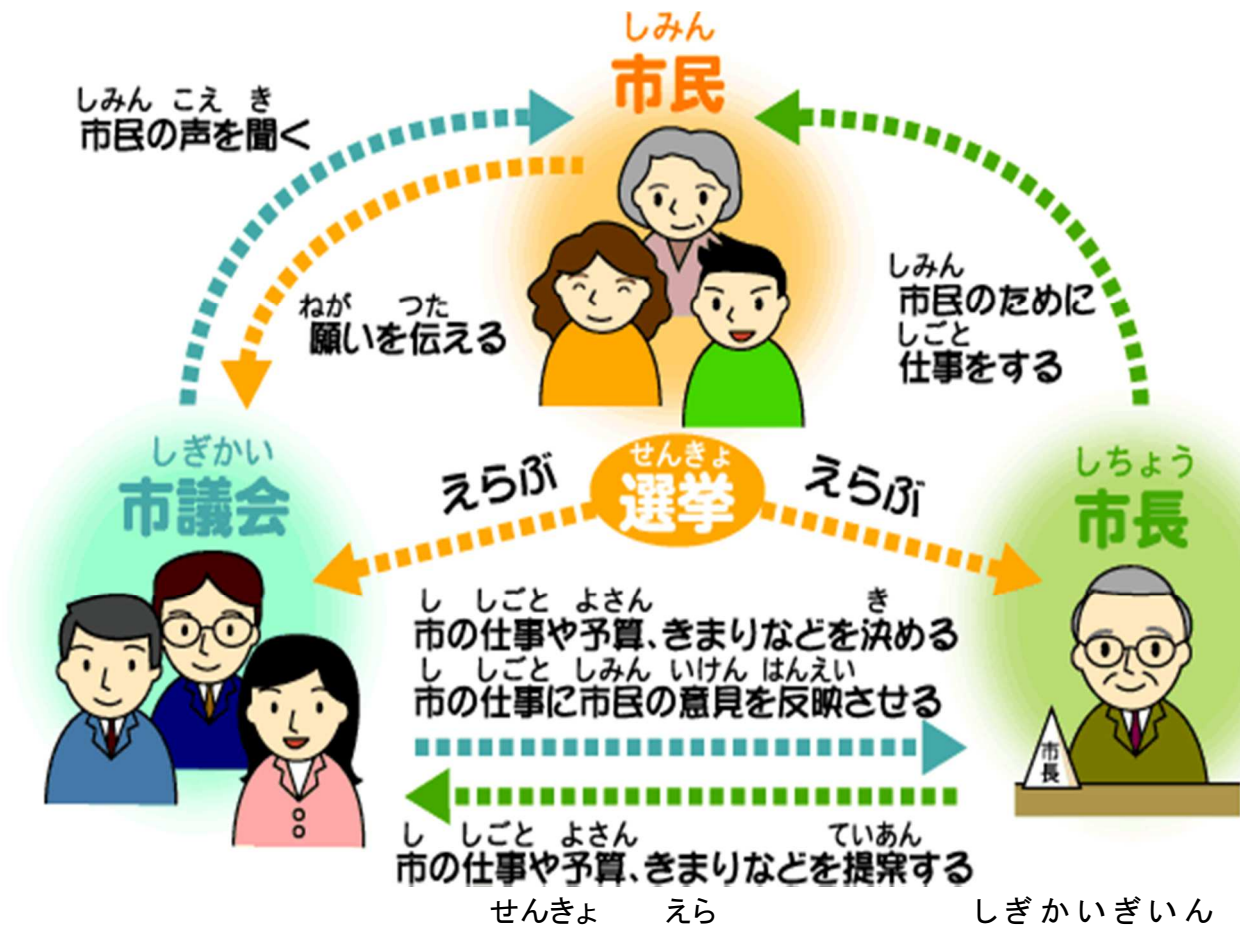 しみん
市民
しみん こえ き
市民の声を聞く
ねが つた
願いを伝える
しみん
市民のために
しごと
仕事をする
しぎかい
市議会
えらぶ
せんきょ
選挙
えらぶ
しちょう
市長
市長
し しごと よさん き
市の仕事や予算、きまりなどを決める
し しごと しみん いけん はんえい
市の仕事に市民の意見を反映させる
し しごと よさん ていあん
市の仕事や予算、きまりなどを提案する
せんきょ えら しぎかいぎいん